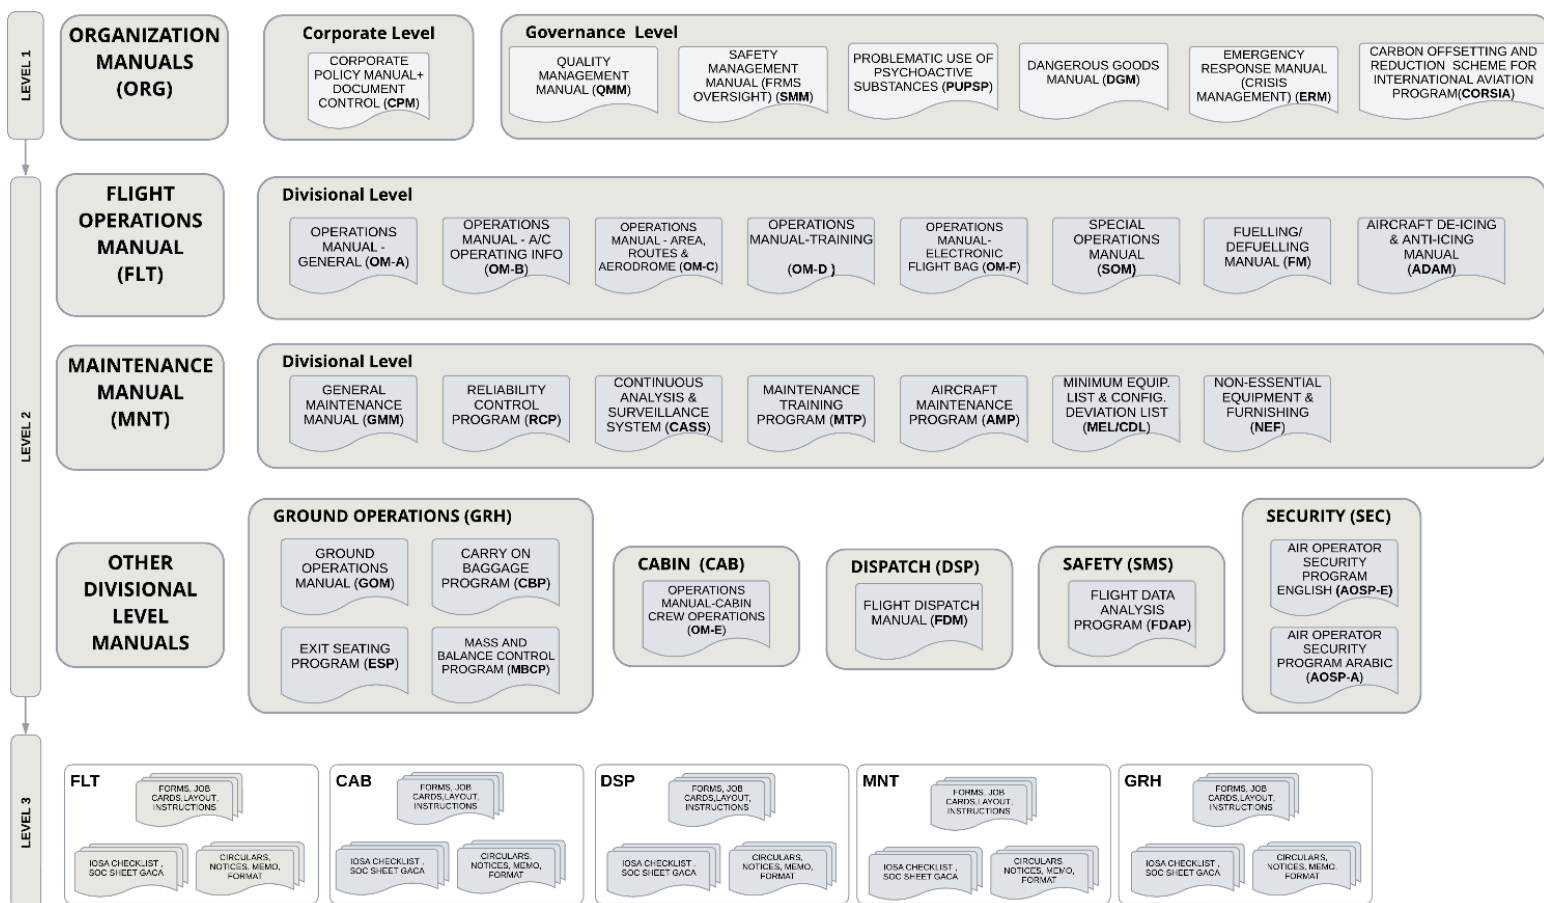 LEVEL 1
ORGANIZATION
MANUALS
(ORG)
Corporate Level
CORPORATE
POLICY MANUAL+
DOCUMENT
CONTROL (CPM)
Governance Level
QUALITY
MANAGEMENT
MANUAL (QMM)
SAFETY
MANAGEMENT
MANUAL (FRMS
OVERSIGHT) (SMM)
PROBLEMATIC USE OF
PSYCHOACTIVE
SUBSTANCES (PUPSP)
DANGEROUS GOODS
MANUAL (DGM)
EMERGENCY
RESPONSE MANUAL
(CRISIS
MANAGEMENT) (ERM)
CARBON OFFSETTING AND
REDUCTION SCHEME FOR
INTERNATIONAL AVIATION
PROGRAM(CORSIA)
LEVEL 2
FLIGHT
OPERATIONS
MANUAL
(FLT)
Divisional Level
OPERATIONS
MANUAL -
GENERAL (OM-A)
OPERATIONS
MANUAL - A/C
OPERATING INFO
(OM-B)
OPERATIONS
MANUAL - AREA,
ROUTES &
AERODROME (OM-C)
OPERATIONS
MANUAL-TRAINING
(OM-D )
OPERATIONS
MANUAL-
ELECTRONIC
FLIGHT BAG (OM-F)
SPECIAL
OPERATIONS
MANUAL
(SOM)
FUELLING/
DEFUELLING
MANUAL (FM)
AIRCRAFT DE-ICING
& ANTI-ICING
MANUAL
(ADAM)
MAINTENANCE
MANUAL
(MNT)
Divisional Level
GENERAL
MAINTENANCE
MANUAL (GMM)
RELIABILITY
CONTROL
PROGRAM (RCP)
CONTINUOUS
ANALYSIS &
SURVEILLANCE
SYSTEM (CASS)
MAINTENANCE
TRAINING
PROGRAM (MTP)
AIRCRAFT
MAINTENANCE
PROGRAM (AMP)
MINIMUM EQUIP.
LIST & CONFIG.
DEVIATION LIST
(MEL/CDL)
NON-ESSENTIAL
EQUIPMENT &
FURNISHING
(NEF)
OTHER
DIVISIONAL
LEVEL
MANUALS
GROUND OPERATIONS (GRH)
GROUND
OPERATIONS
MANUAL (GOM)
CARRY ON
BAGGAGE
PROGRAM (CBP)
EXIT SEATING
PROGRAM (ESP)
MASS AND
BALANCE CONTROL
PROGRAM (MBCP)
CABIN (CAB)
OPERATIONS
MANUAL-CABIN
CREW OPERATIONS
(OM-E)
DISPATCH (DSP)
FLIGHT DISPATCH
MANUAL (FDM)
SAFETY (SMS)
FLIGHT DATA
ANALYSIS
PROGRAM (FDAP)
SECURITY (SEC)
AIR OPERATOR
SECURITY
PROGRAM
ENGLISH (AOSP-E)
AIR OPERATOR
SECURITY
PROGRAM ARABIC
(AOSP-A)
LEVEL 3
FLT
FORMS, JOB
CARDS,LAYOUT,
INSTRUCTIONS
IOSA CHECKLIST ,
SOC SHEET GACA
CIRCULARS,
NOTICES, MEMO,
FORMAT
CAB
FORMS, JOB
CARDS,LAYOUT,
INSTRUCTIONS
IOSA CHECKLIST ,
SOC SHEET GACA
CIRCULARS,
NOTICES, MEMO,
FORMAT
DSP
FORMS, JOB
CARDS,LAYOUT,
INSTRUCTIONS
IOSA CHECKLIST ,
SOC SHEET GACA
CIRCULARS,
NOTICES, MEMO,
FORMAT
MNT
FORMS, JOB
CARDS,LAYOUT,
INSTRUCTIONS
IOSA CHECKLIST ,
SOC SHEET GACA
CIRCULARS,
NOTICES, MEMO,
FORMAT
GRH
FORMS, JOB
CARDS,LAYOUT,
INSTRUCTIONS
IOSA CHECKLIST ,
SOC SHEET GACA
CIRCULARS,
NOTICES, MEMO,
FORMAT